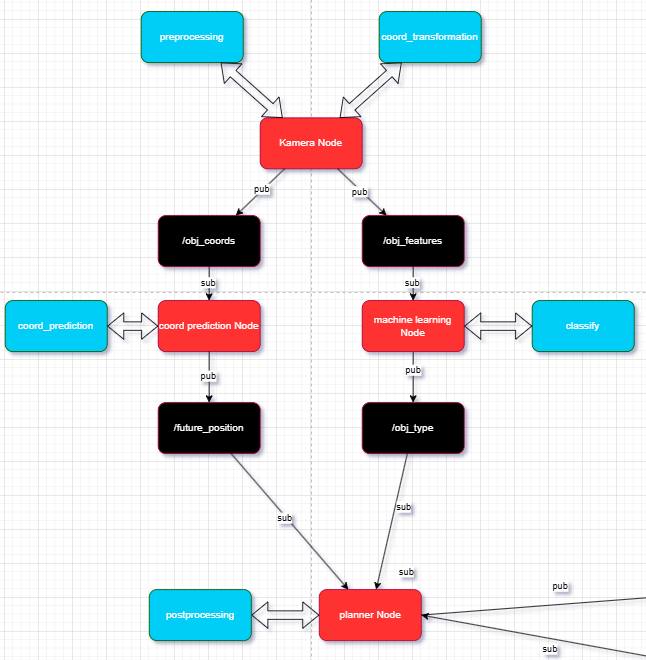 preprocessing
coord_transformation
Kamera Node
pub
pub
/obj_coords
/obj_features
sub
sub
coord_prediction
coord prediction Node
machine learning
Node
classify
pub
pub
/future_position
/obj_type
sub
sub
sub
pub
postprocessing
planner Node
sub